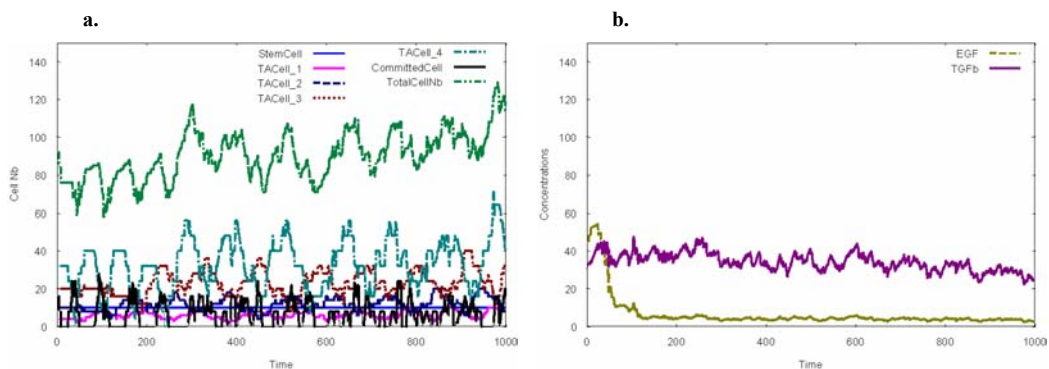 a.
b.
StemCell
TACell_1
TACell_2
TACell_3
TACell_4
CommittedCell
TotalCellNb
140
120
100
80
60
40
20
0
Cell Nb
0 200 400 600 800 1000
Time
EGF
TGFb
140
120
100
80
60
40
20
0
Concentrations
0 200 400 600 800 1000
Time